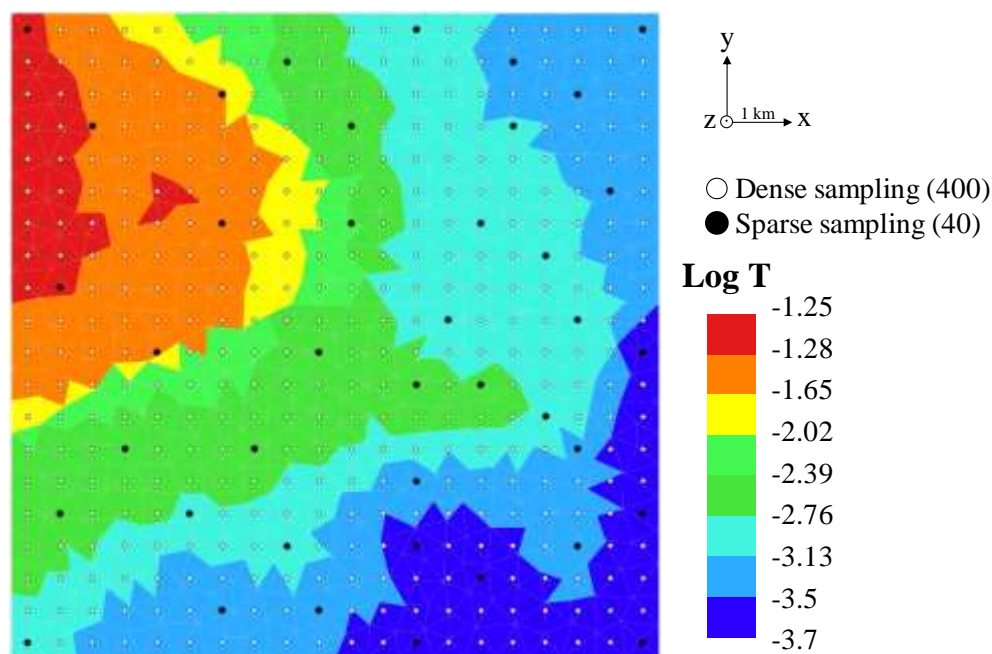 y
z 1 km x
Dense sampling (400)
Sparse sampling (40)
Log T
-1.25
-1.28
-1.65
-2.02
-2.39
-2.76
-3.13
-3.5
-3.7